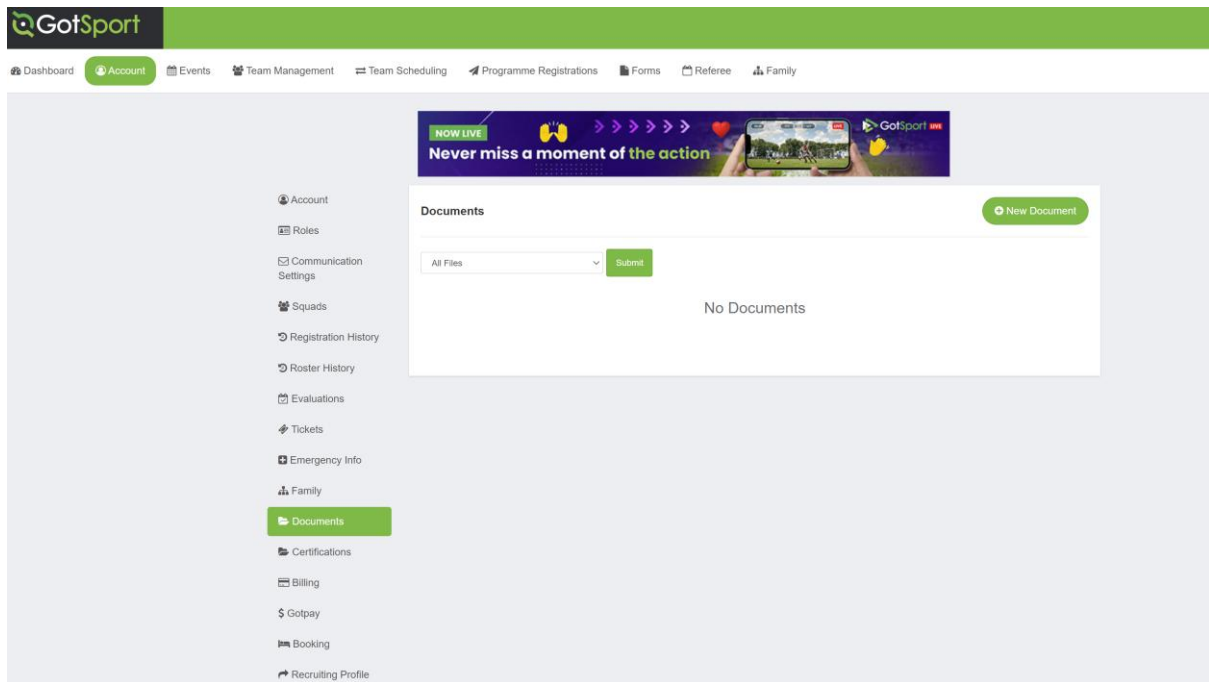 GotSport
Dashboard Account Events Team Management Team Scheduling Programme Registrations Forms Referee Family
NOW LIVE
Never miss a moment of the action
GotSport LIVE
Account
Roles
Communication
Settings
Squads
Registration History
Roster History
Evaluations
Tickets
Emergency Info
Family
Documents
Certifications
Billing
Gotpay
Booking
Recruiting Profile
Documents
New Document
All Files
Submit
No Documents